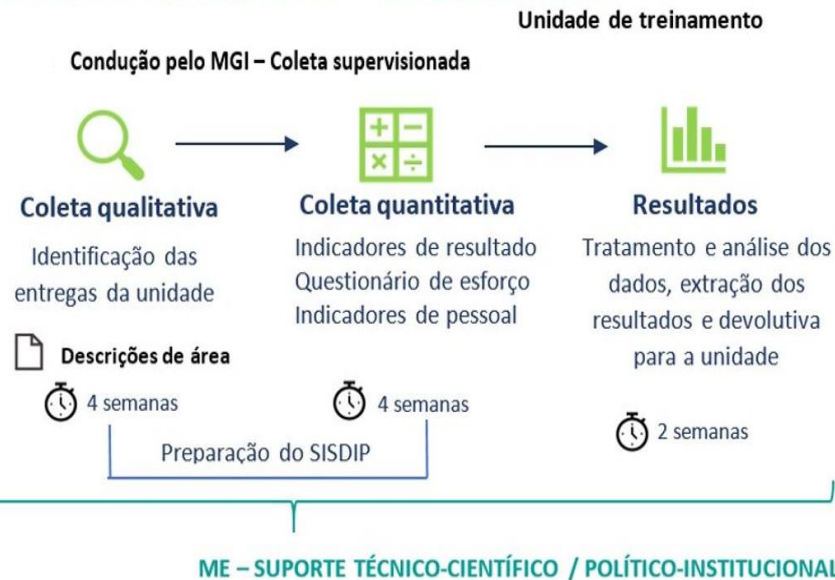 Unidade de treinamento
Condução pelo MGI – Coleta supervisionada
Coleta qualitativa
Identificação das
entregas da unidade
Descrições de área
4 semanas
Coleta quantitativa
Indicadores de resultado
Questionário de esforço
Indicadores de pessoal
4 semanas
Preparação do SISDIP
Resultados
Tratamento e análise dos
dados, extração dos
resultados e devolutiva
para a unidade
2 semanas
ME – SUPORTE TÉCNICO-CIENTÍFICO / POLÍTICO-INSTITUCIONAL